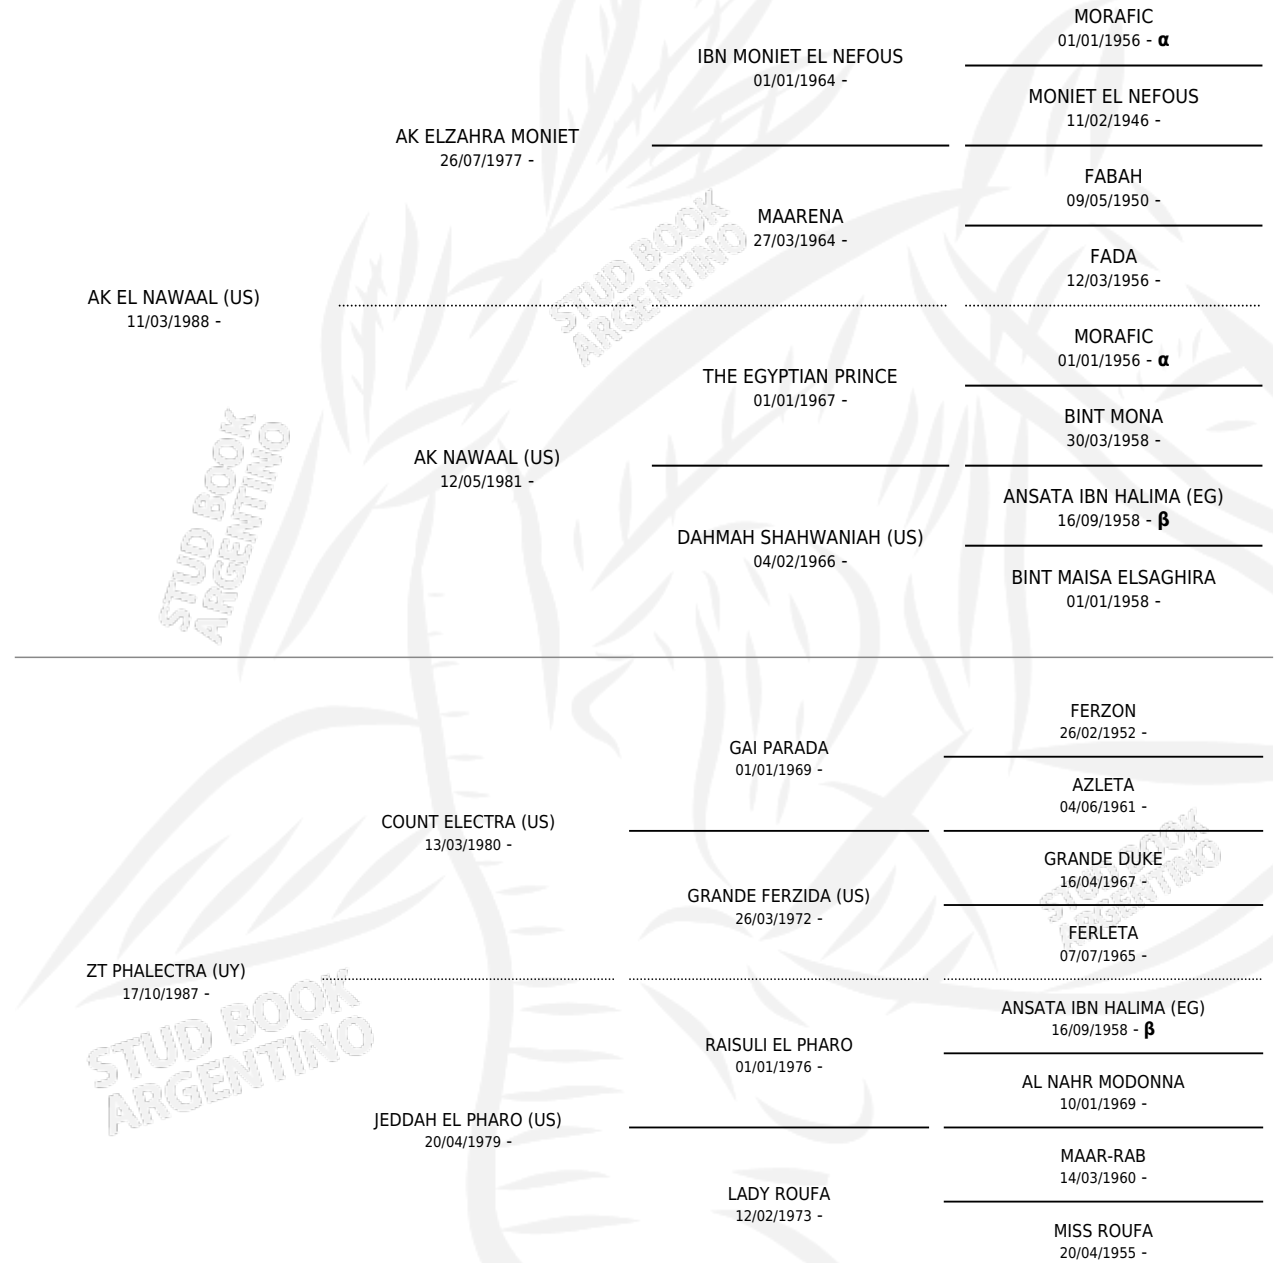 MORAFIC
01/01/1956 - α
IBN MONIET EL NEFOUS
01/01/1964 -
MONIET EL NEFOUS
11/02/1946 -
AK ELZAHRA MONIET
26/07/1977 -
FABAH
09/05/1950 -
MAARENA
27/03/1964 -
FADA
12/03/1956 -
AK EL NAWAAL (US)
11/03/1988 -
MORAFIC
01/01/1956 - α
THE EGYPTIAN PRINCE
01/01/1967 -
BINT MONA
30/03/1958 -
AK NAWAAL (US)
12/05/1981 -
ANSATA IBN HALIMA (EG)
16/09/1958 - β
DAHMAH SHAHWANIAH (US)
04/02/1966 -
BINT MAISA ELSAGHIRA
01/01/1958 -
FERZON
26/02/1952 -
GAI PARADA
01/01/1969 -
AZLETA
04/06/1961 -
COUNT ELECTRA (US)
13/03/1980 -
GRANDE DUKE
16/04/1967 -
GRANDE FERZIDA (US)
26/03/1972 -
FERLETA
07/07/1965 -
ZT PHALECTRA (UY)
17/10/1987 -
ANSATA IBN HALIMA (EG)
16/09/1958 - β
RAISULI EL PHARO
01/01/1976 -
AL NAHR MODONNA
10/01/1969 -
JEDDAH EL PHARO (US)
20/04/1979 -
MAAR-RAB
14/03/1960 -
LADY ROUFA
12/02/1973 -
MISS ROUFA
20/04/1955 -
STUD BOOK
ARGENTINO
STUD BOOK
ARGENTINO
STUD BOOK
ARGENTINO
STUD BOOK
ARGENTINO